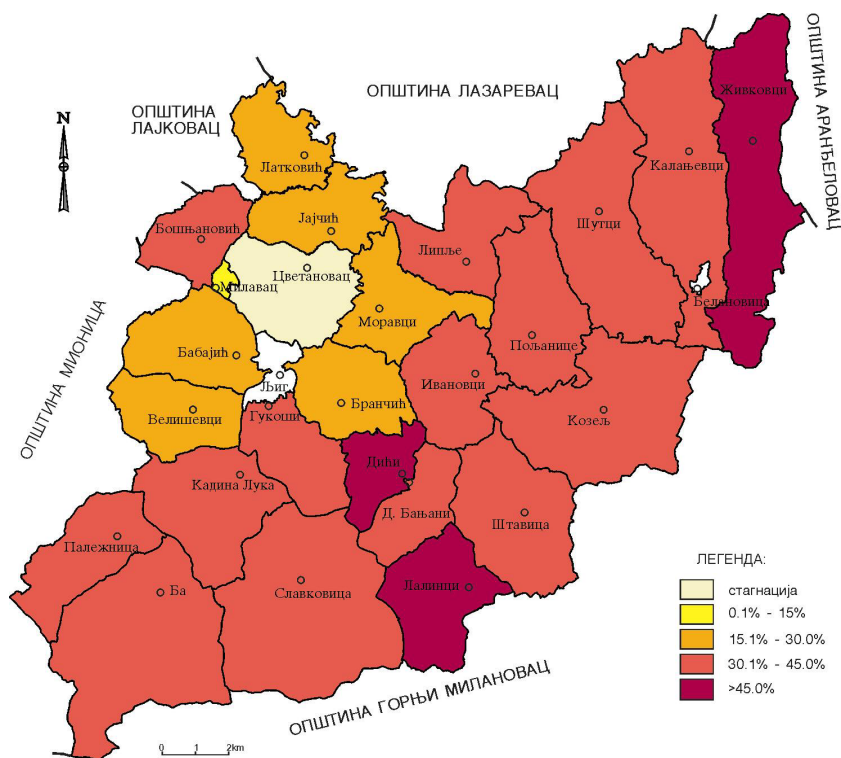 ОПШТИНА АРАНЂЕЛОВАЦ
ОПШТИНА ЛАЗАРЕВАЦ
ОПШТИНА
ЛАЈКОВАЦ
N
Живковци
Латковић
Калањевци
Јајчић
Шутци
Бошњановић
Липље
Цветановац
Милавац
Белановица
Моравци
Пољанице
Бабајић
ОПШТИНА МИОНИЦА
Љиг
Ивановци
Бранчић
Велишевци
Гукоши
Козељ
Дићи
Кадина Лука
Д. Бањани
Штавица
Палежница
Ба
Славковица
Лалинци
ОПШТИНА ГОРЊИ МИЛАНОВАЦ
ЛЕГЕНДА:
стагнација
0.1% - 15%
15.1% - 30.0%
30.1% - 45.0%
>45.0%
0 1 2km